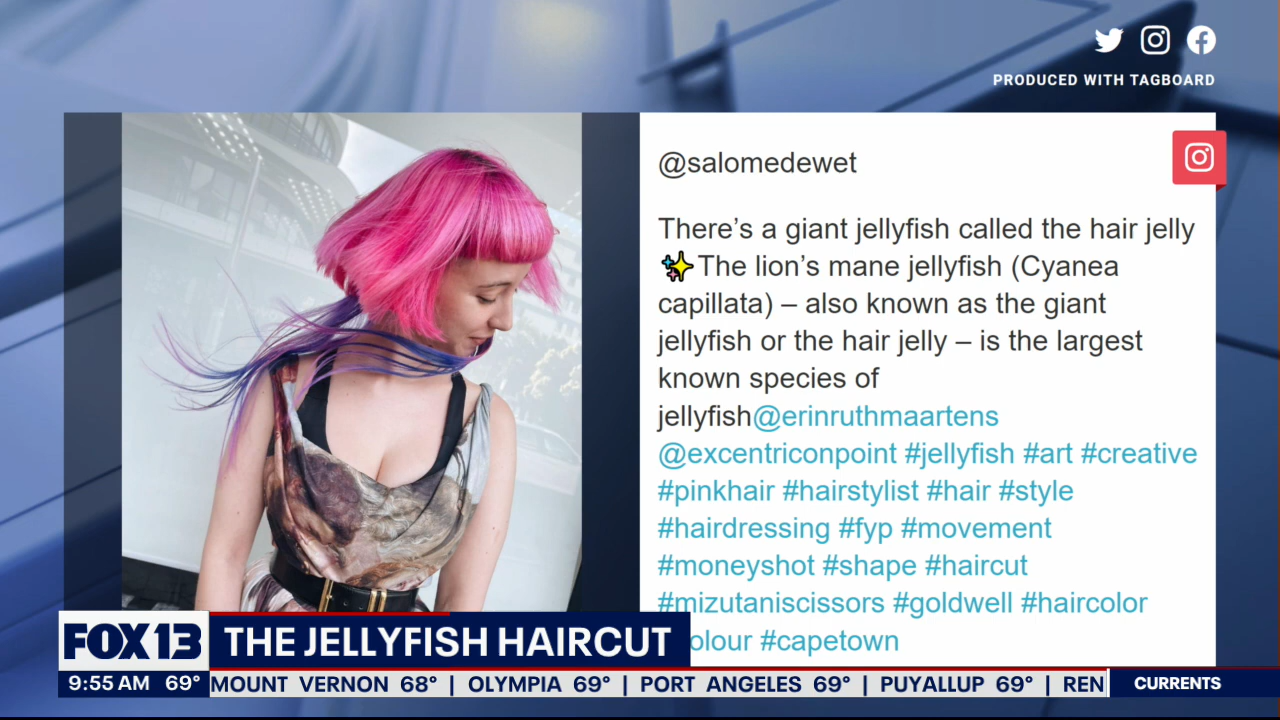 PRODUCED WITH TAGBOARD
@salomedewet
There’s a giant jellyfish called the hair jelly
✨The lion’s mane jellyfish (Cyanea
capillata) – also known as the giant
jellyfish or the hair jelly – is the largest
known species of
jellyfish@erinruthmaartens
@excentriconpoint #jellyfish #art #creative
#pinkhair #hairstylist #hair #style
#hairdressing #fyp #movement
#moneyshot #shape #haircut
#mizutaniscissors #goldwell #haircolor
olour #capetown
FOX 13 THE JELLYFISH HAIRCUT
9:55 AM 69° MOUNT VERNON 68° | OLYMPIA 69° | PORT ANGELES 69° | PUYALLUP 69° | REN CURRENTS